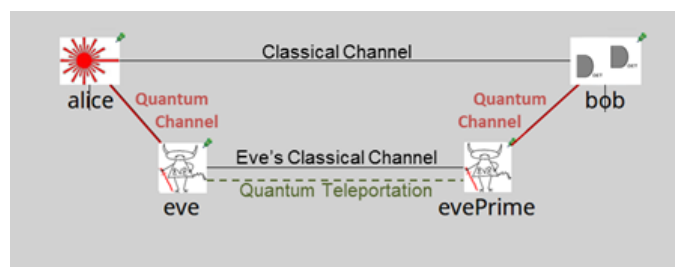 Classical Channel
alice
bob
Quantum
Channel
Quantum
Channel
Eve's Classical Channel
Quantum Teleportation
eve
evePrime